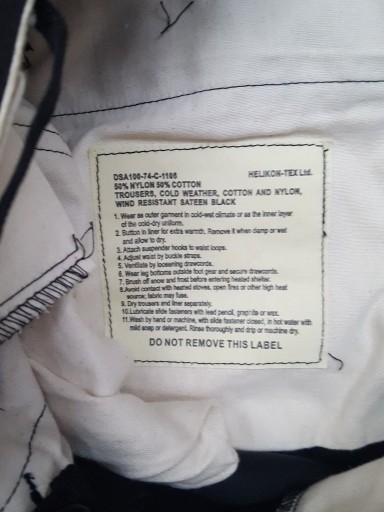 DSA100-74-C-1106 HELIKON-TEX Ltd.
50% NYLON 50% COTTON
TROUSERS, COLD WEATHER, COTTON AND NYLON,
WIND RESISTANT SATEEN BLACK
1. Wear as outer garment in cold-wet climate or as the inner layer
of the cold-dry uniform.
2. Button in liner for extra warmth. Remove it when damp or wet
and allow to dry.
3. Attach suspender hooks to waist loops.
4. Adjust waist by buckle straps.
5. Ventilate by loosening drawcords.
6. Wear leg bottoms outside foot gear and secure drawcords.
7. Brush off snow and frost before entering heated shelter.
8. Avoid contact with heated stoves, open fires or other high heat
source; fabric may fuse.
9. Dry trousers and liner separately.
10. Lubricate slide fasteners with lead pencil, graphite or wax.
11. Wash by hand or machine, with slide fastener closed, in hot water with
mild soap or detergent. Rinse thoroughly and drip or machine dry.
DO NOT REMOVE THIS LABEL